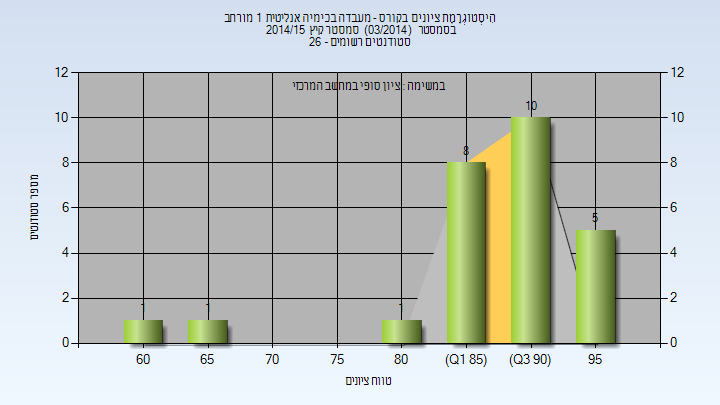 היסטוגרמת ציונים בקורס - מעבדה בכימיה אנליטית 1 מורחב
בסמסטר (03/2014) סמסטר קיץ 2014/15
סטודנטים רשומים - 26
במשימה : ציון סופי במחשב המרכזי
12 12
10 10
8 8
6 6
4 4
2 2
0 0
1 1 1 8 10 5
מספר סטודנטים
60 65 70 75 80 (Q1 85) (Q3 90) 95
טווח ציונים